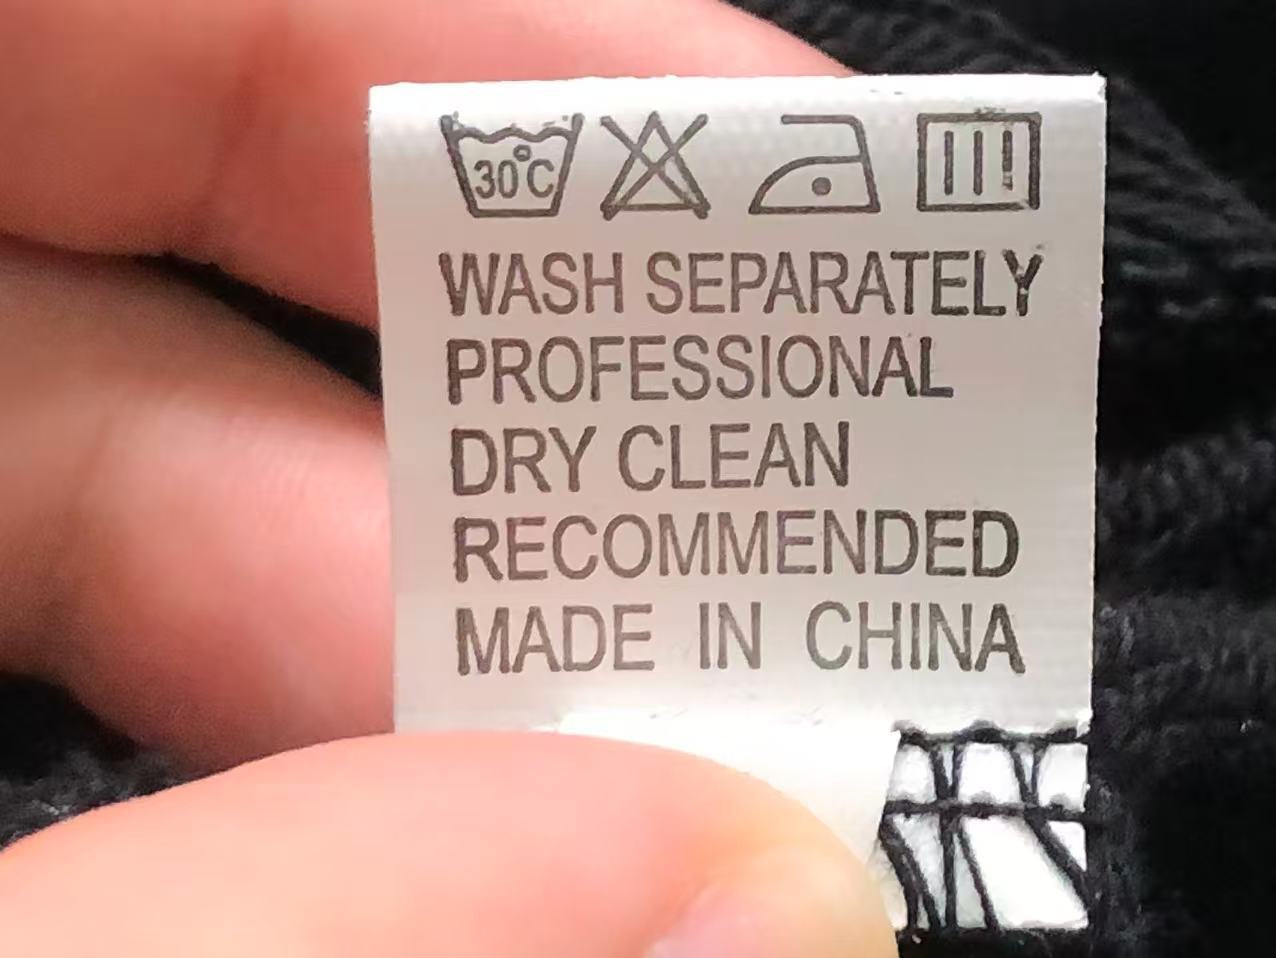 30°C
WASH SEPARATELY
PROFESSIONAL
DRY CLEAN
RECOMMENDED
MADE IN CHINA